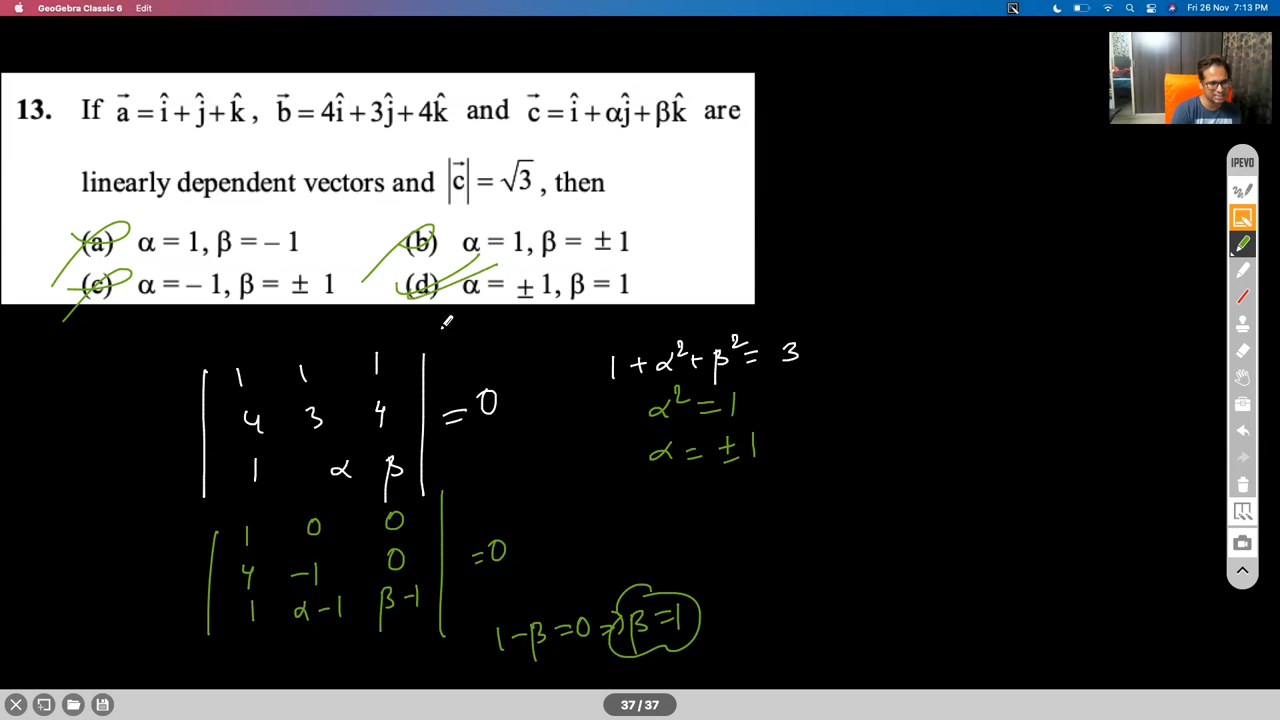 GeoGebra Classic 6 Edit Fri 26 Nov 7:13 PM
13. If a⃗ = î + ĵ + k̂, b⃗ = 4î + 3ĵ + 4k̂ and c⃗ = î + αĵ + βk̂ are
linearly dependent vectors and |c⃗| = √3, then
(a) α = 1, β = – 1 (b) α = 1, β = ± 1
(c) α = – 1, β = ± 1 (d) α = ± 1, β = 1
IPEVO
| 1 1 1 |
| 4 3 4 | = 0
| 1 α β |
1 + α² + β² = 3
α² = 1
α = ± 1
| 1 0 0 |
| 4 -1 0 | = 0
| 1 α-1 β-1 |
1-β = 0 ⇒ β = 1
37 / 37